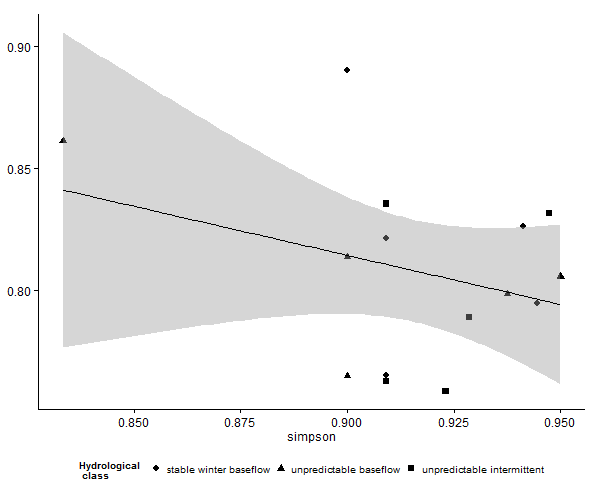 0.90
0.85
0.80
0.850 0.875 0.900 0.925 0.950
simpson
Hydrological class
stable winter baseflow unpredictable baseflow unpredictable intermittent